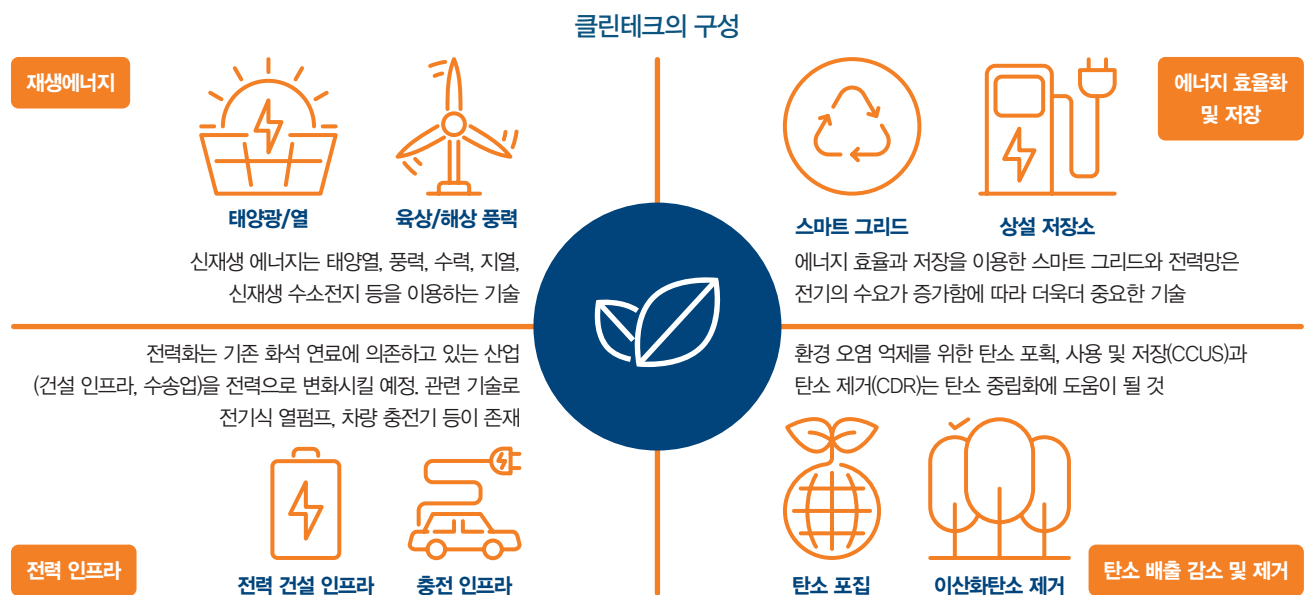 클린테크의 구성
재생에너지
태양광/열
육상/해상 풍력
신재생 에너지는 태양열, 풍력, 수력, 지열,
신재생 수소전지 등을 이용하는 기술
에너지 효율화
및 저장
스마트 그리드
상설 저장소
에너지 효율과 저장을 이용한 스마트 그리드와 전력망은
전기의 수요가 증가함에 따라 더욱더 중요한 기술
전력화는 기존 화석 연료에 의존하고 있는 산업
(건설 인프라, 수송업)을 전력으로 변화시킬 예정. 관련 기술로
전기식 열펌프, 차량 충전기 등이 존재
전력 건설 인프라
충전 인프라
전력 인프라
환경 오염 억제를 위한 탄소 포획, 사용 및 저장(CCUS)과
탄소 제거(CDR)는 탄소 중립화에 도움이 될 것
탄소 포집
이산화탄소 제거
탄소 배출 감소 및 제거